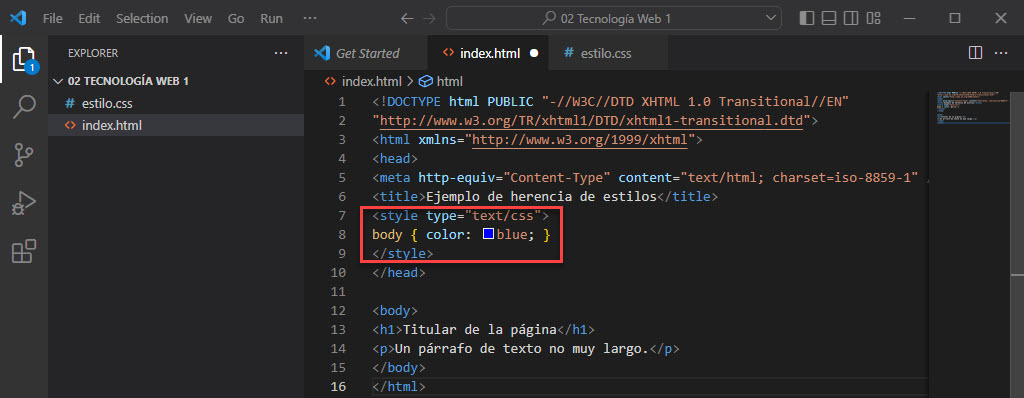 File Edit Selection View Go Run ... 02 Tecnología Web 1
EXPLORER ...
Get Started index.html estilo.css
1
02 TECNOLOGÍA WEB 1
estilo.css
index.html
index.html > html
1 <!DOCTYPE html PUBLIC "-//W3C//DTD XHTML 1.0 Transitional//EN"
2 "http://www.w3.org/TR/xhtml1/DTD/xhtml1-transitional.dtd">
3 <html xmlns="http://www.w3.org/1999/xhtml">
4 <head>
5 <meta http-equiv="Content-Type" content="text/html; charset=iso-8859-1" /
6 <title>Ejemplo de herencia de estilos</title>
7 <style type="text/css">
8 body { color: blue; }
9 </style>
10 </head>
11
12 <body>
13 <h1>Titular de la página</h1>
14 <p>Un párrafo de texto no muy largo.</p>
15 </body>
16 </html>